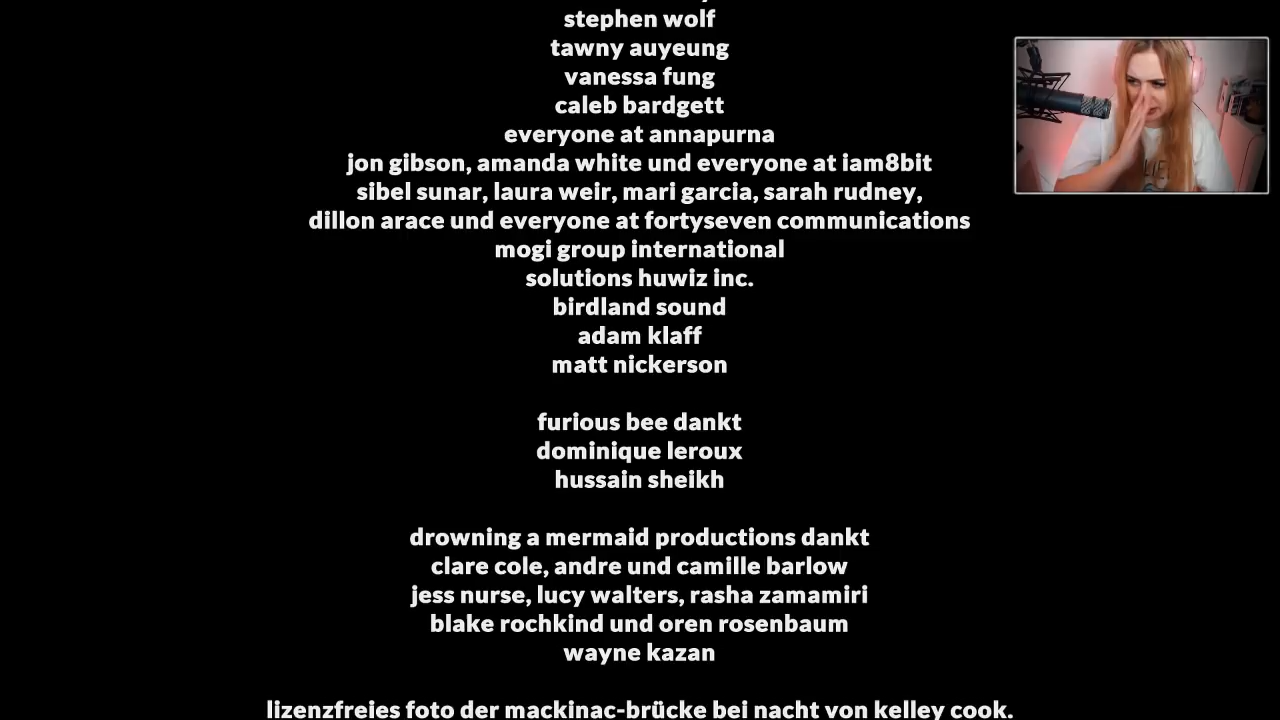 stephen wolf
tawny auyeung
vanessa fung
caleb bardgett
everyone at annapurna
jon gibson, amanda white und everyone at iam8bit
sibel sunar, laura weir, mari garcia, sarah rudney,
dillon arace und everyone at fortyseven communications
mogi group international
solutions huwiz inc.
birdland sound
adam klaff
matt nickerson
furious bee dankt
dominique leroux
hussain sheikh
drowning a mermaid productions dankt
clare cole, andre und camille barlow
jess nurse, lucy walters, rasha zamamiri
blake rochkind und oren rosenbaum
wayne kazan
lizenzfreies foto der mackinac-brücke bei nacht von kelley cook.